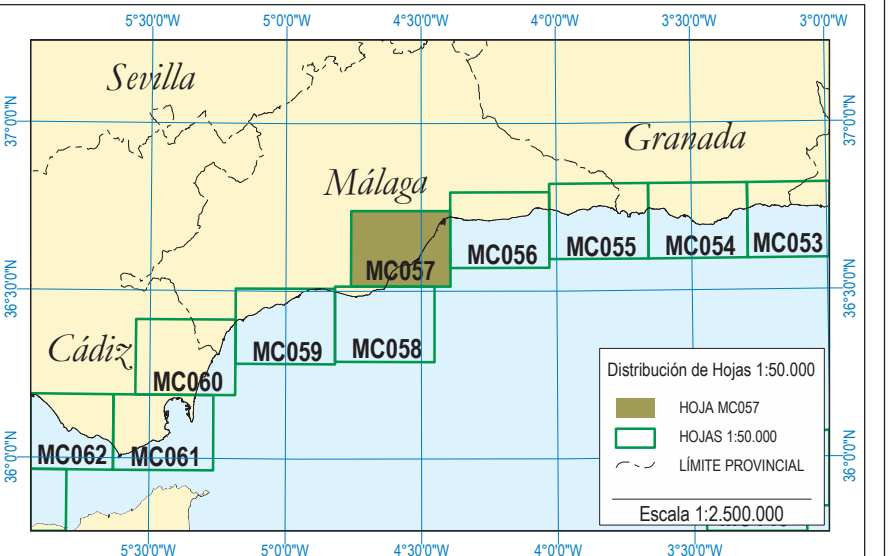 5°30'0"W 5°0'0"W 4°30'0"W 4°0'0"W 3°30'0"W 3°0'0"W
Sevilla
37°0'0"N
37°0'0"N
Granada
Málaga
MC057
MC056
MC055
MC054
MC053
36°30'0"N
36°30'0"N
Cádiz
MC060
MC059
MC058
MC062
MC061
36°0'0"N
36°0'0"N
Distribución de Hojas 1:50.000
HOJA MC057
HOJAS 1:50.000
LÍMITE PROVINCIAL
Escala 1:2.500.000
5°30'0"W 5°0'0"W 4°30'0"W 4°0'0"W 3°30'0"W